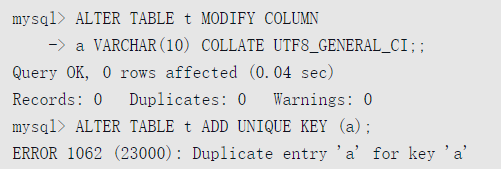 mysql> ALTER TABLE t MODIFY COLUMN
-> a VARCHAR(10) COLLATE UTF8_GENERAL_CI;;
Query OK, 0 rows affected (0.04 sec)
Records: 0  Duplicates: 0  Warnings: 0
mysql> ALTER TABLE t ADD UNIQUE KEY (a);
ERROR 1062 (23000): Duplicate entry 'a' for key 'a'